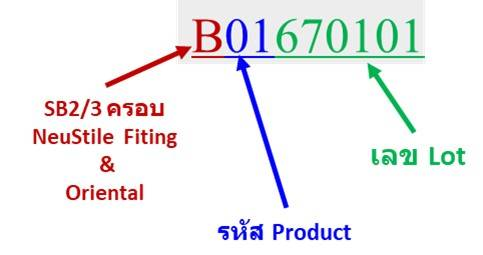 B01670101
SB2/3 ครอบ
NeuStile Fiting
&
Oriental
เลข Lot
รหัส Product